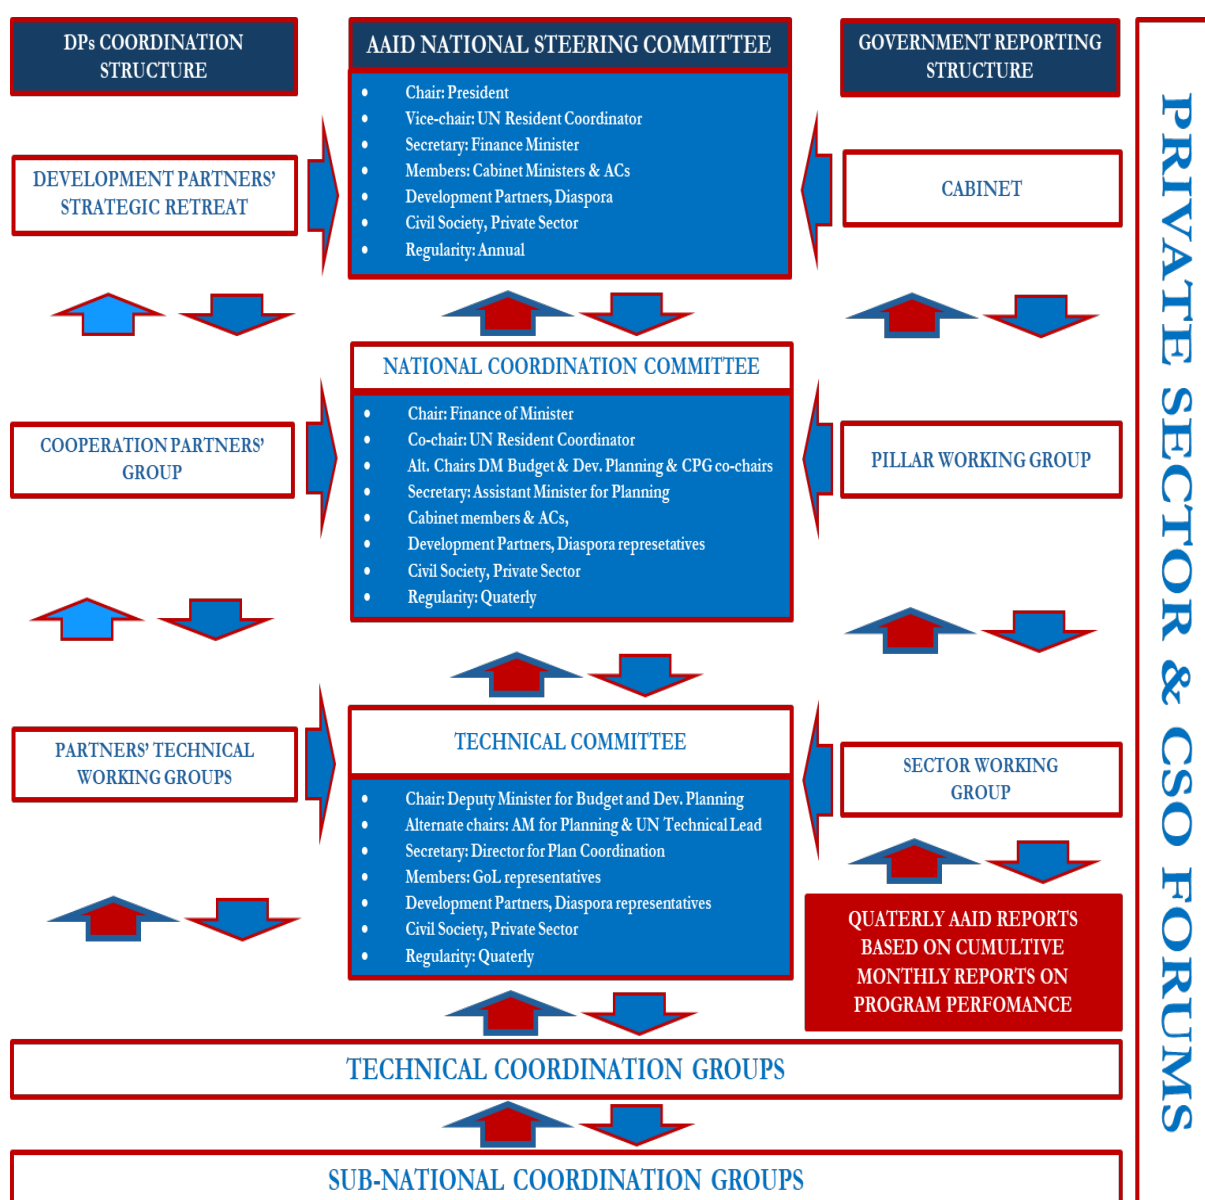 DPs COORDINATION
STRUCTURE
DEVELOPMENT PARTNERS'
STRATEGIC RETREAT
COOPERATION PARTNERS'
GROUP
PARTNERS' TECHNICAL
WORKING GROUPS
AAID NATIONAL STEERING COMMITTEE
• Chair: President
• Vice-chair: UN Resident Coordinator
• Secretary: Finance Minister
• Members: Cabinet Ministers & ACs
• Development Partners, Diaspora
• Civil Society, Private Sector
• Regularity: Annual
NATIONAL COORDINATION COMMITTEE
• Chair: Finance of Minister
• Co-chair: UN Resident Coordinator
• Alt. Chairs DM Budget & Dev. Planning & CPG co-chairs
• Secretary: Assistant Minister for Planning
• Cabinet members & ACs,
• Development Partners, Diaspora represetatives
• Civil Society, Private Sector
• Regularity: Quaterly
TECHNICAL COMMITTEE
• Chair: Deputy Minister for Budget and Dev. Planning
• Alternate chairs: AM for Planning & UN Technical Lead
• Secretary: Director for Plan Coordination
• Members: GoL representatives
• Development Partners, Diaspora representatives
• Civil Society, Private Sector
• Regularity: Quaterly
GOVERNMENT REPORTING
STRUCTURE
CABINET
PILLAR WORKING GROUP
SECTOR WORKING
GROUP
QUATERLY AAID REPORTS
BASED ON CUMULTIVE
MONTHLY REPORTS ON
PROGRAM PERFOMANCE
TECHNICAL COORDINATION GROUPS
SUB-NATIONAL COORDINATION GROUPS
PRIVATE SECTOR & CSO FORUMS